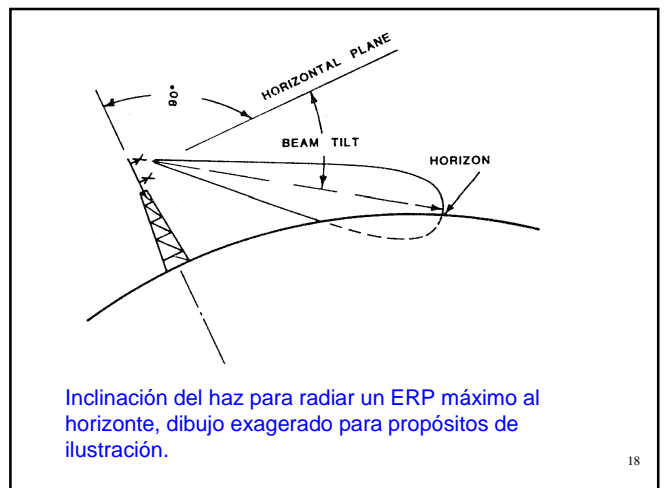 90°
HORIZONTAL PLANE
BEAM TILT
HORIZON
Inclinación del haz para radiar un ERP máximo al
horizonte, dibujo exagerado para propósitos de
ilustración.
18